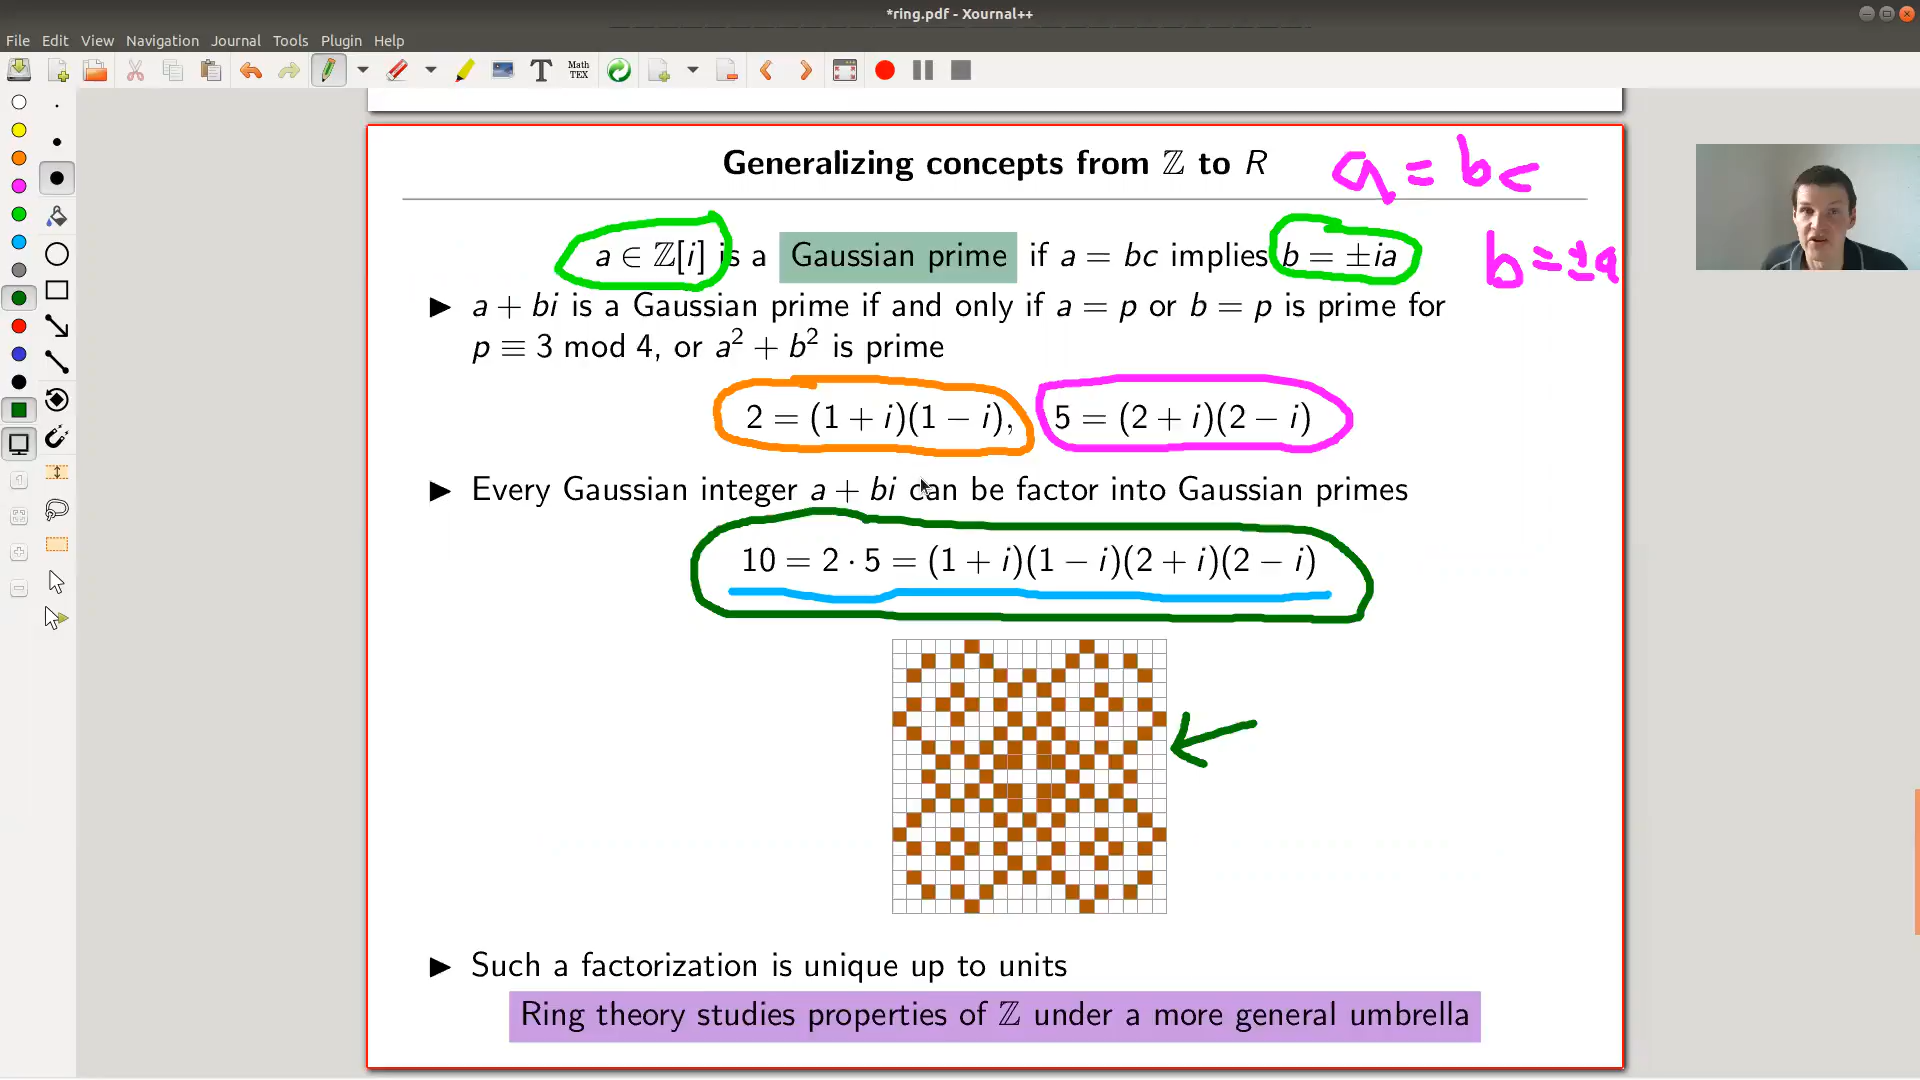 *ring.pdf - Xournal++
File Edit View Navigation Journal Tools Plugin Help
T Math TEX
Generalizing concepts from ℤ to R
a = bc
a ∈ ℤ[i] is a Gaussian prime if a = bc implies b = ±ia
b = ±a
▶ a + bi is a Gaussian prime if and only if a = p or b = p is prime for
p ≡ 3 mod 4, or a² + b² is prime
2 = (1 + i)(1 − i), 5 = (2 + i)(2 − i)
▶ Every Gaussian integer a + bi can be factor into Gaussian primes
10 = 2 · 5 = (1 + i)(1 − i)(2 + i)(2 − i)
▶ Such a factorization is unique up to units
Ring theory studies properties of ℤ under a more general umbrella